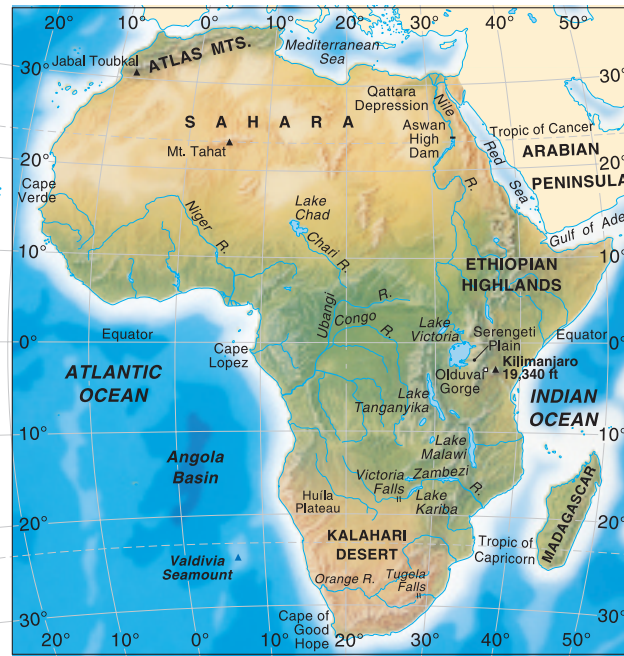 20° 10° 0° 10° 20° 30° 40° 50°
Mediterranean
Sea
ATLAS MTS.
Jabal Toubkal
30°
30°
Qattara
Depression
Nile
R.
SAHARA
Aswan
High
Dam
Tropic of Cancer
Mt. Tahat
ARABIAN
PENINSULA
20°
20°
Red Sea
Cape
Verde
Lake
Chad
Niger R.
Chari R.
Gulf of Ade
10°
10°
ETHIOPIAN
HIGHLANDS
Ubangi
R.
Congo
R.
Lake
Victoria
Serengeti
Plain
Equator
Equator
0°
0°
Cape
Lopez
Kilimanjaro
19,340 ft
Olduvai
Gorge
ATLANTIC
OCEAN
Lake
Tanganyika
INDIAN
OCEAN
10°
10°
Lake
Malawi
Angola
Basin
Victoria
Falls
Zambezi
R.
Huíla
Plateau
Lake
Kariba
MADAGASCAR
20°
20°
KALAHARI
DESERT
Tropic of
Capricorn
Valdivia
Seamount
Orange R.
Tugela
Falls
30°
30°
Cape of
Good
Hope
20° 10° 0° 10° 20° 30° 40° 50°